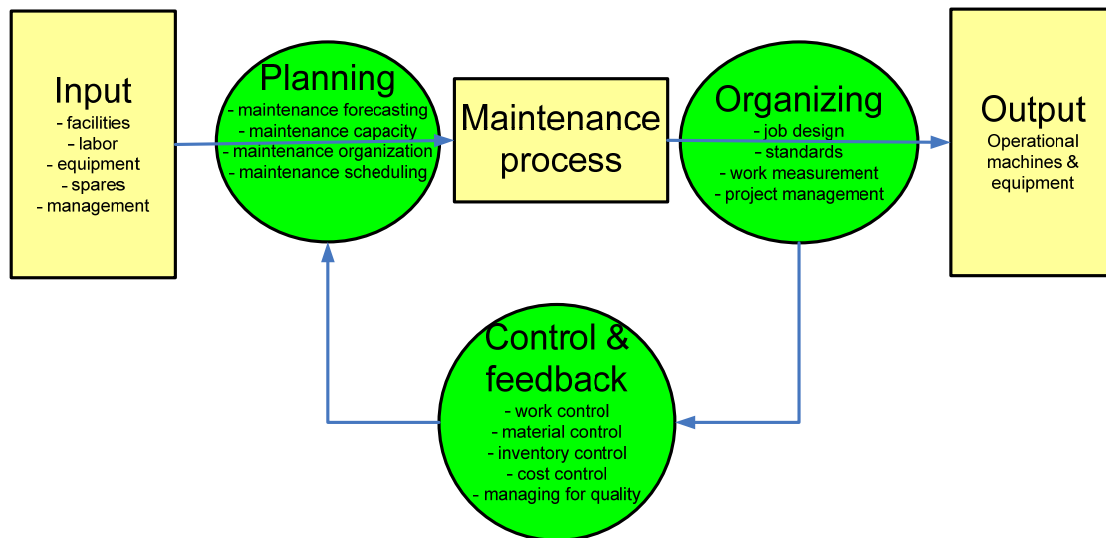 Input
- facilities
- labor
- equipment
- spares
- management
Planning
- maintenance forecasting
- maintenance capacity
- maintenance organization
- maintenance scheduling
Maintenance
process
Organizing
- job design
- standards
- work measurement
- project management
Output
Operational
machines &
equipment
Control &
feedback
- work control
- material control
- inventory control
- cost control
- managing for quality